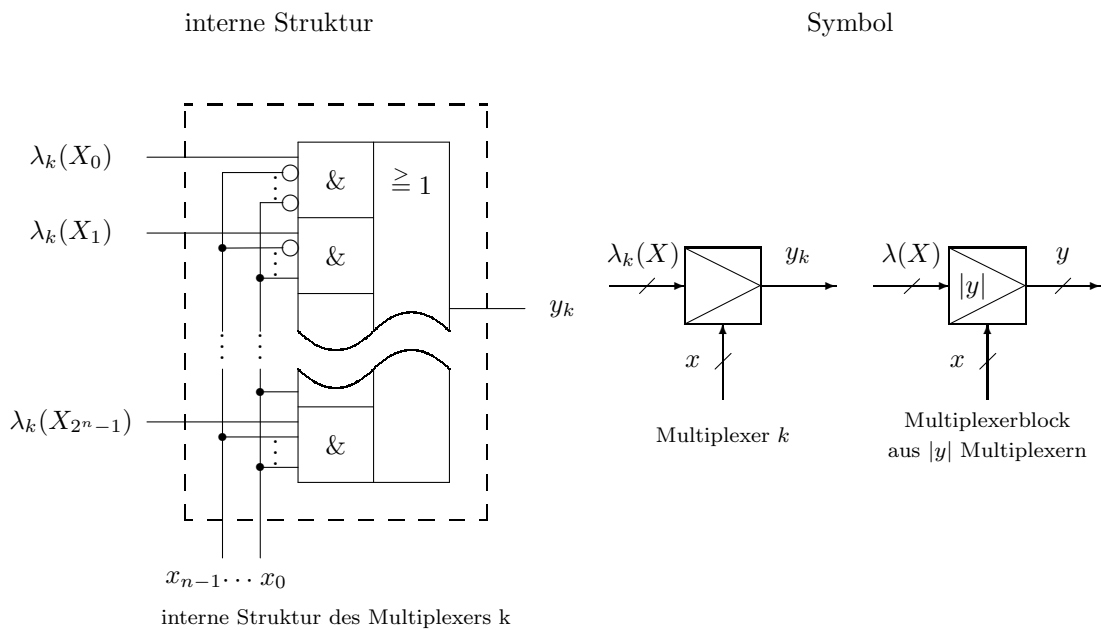 interne Struktur
Symbol
λ_k(X_0)
&
≧ 1
λ_k(X_1)
&
y_k
λ_k(X_{2^n−1})
&
x_{n−1} ··· x_0
interne Struktur des Multiplexers k
λ_k(X)
y_k
x
Multiplexer k
λ(X)
|y|
y
x
Multiplexerblock
aus |y| Multiplexern